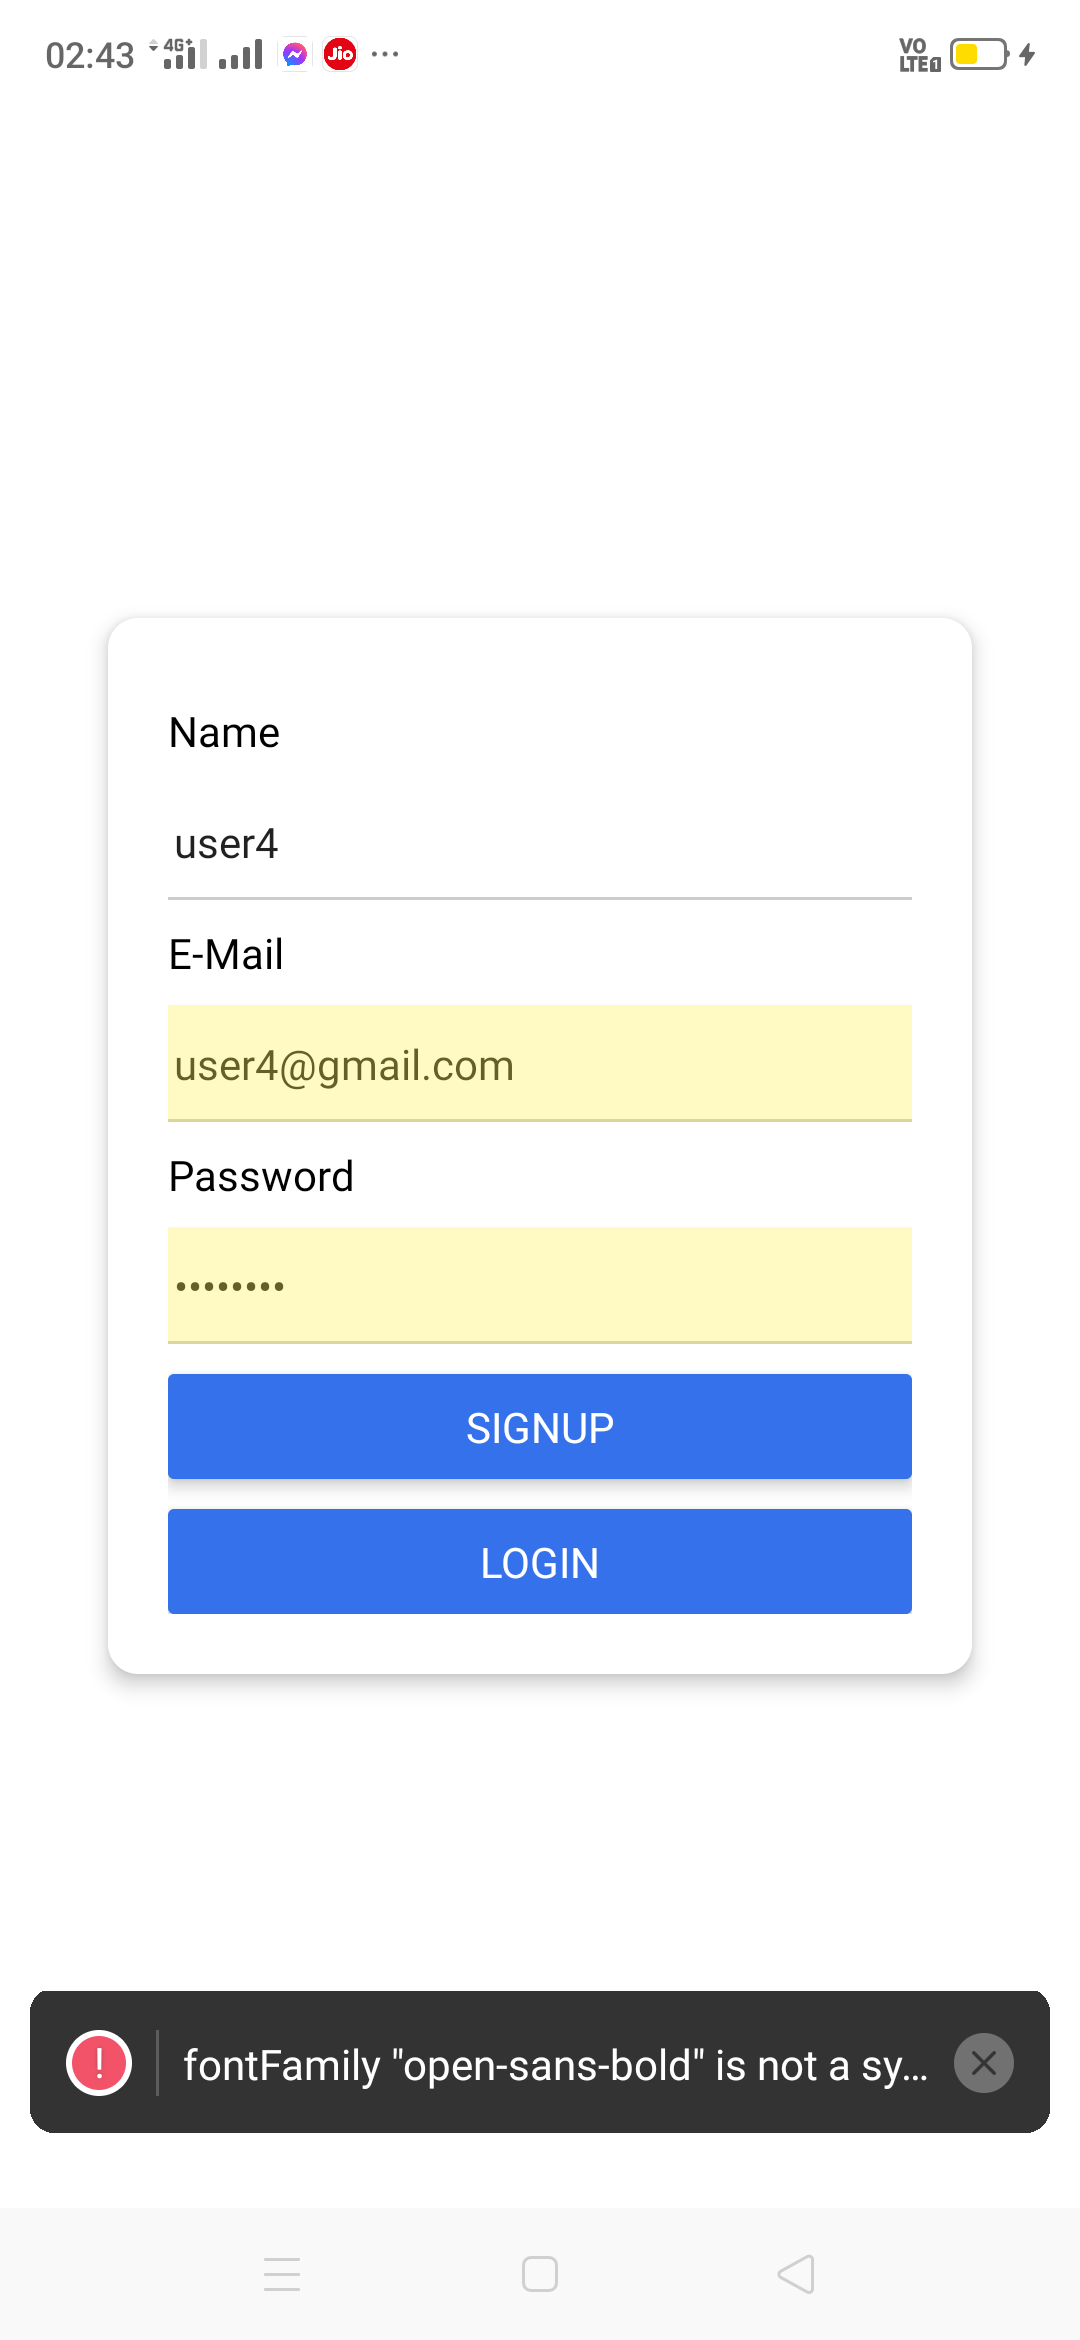 02:43 4G+ Jio ... VO LTE 1
Name
user4
E-Mail
user4@gmail.com
Password
••••••••
SIGNUP
LOGIN
! fontFamily "open-sans-bold" is not a sy...